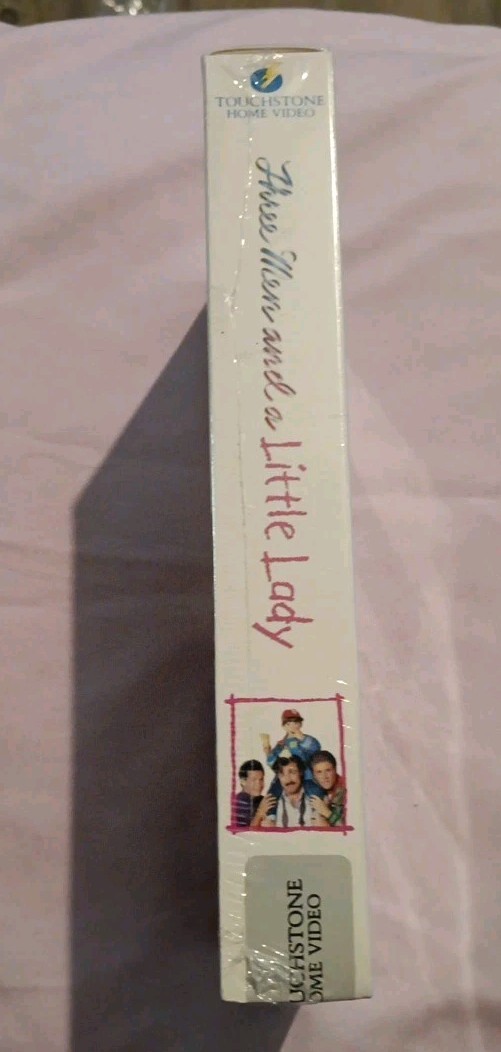 TOUCHSTONE
HOME VIDEO
Three Men and a Little Lady
UCHSTONE
OME VIDEO